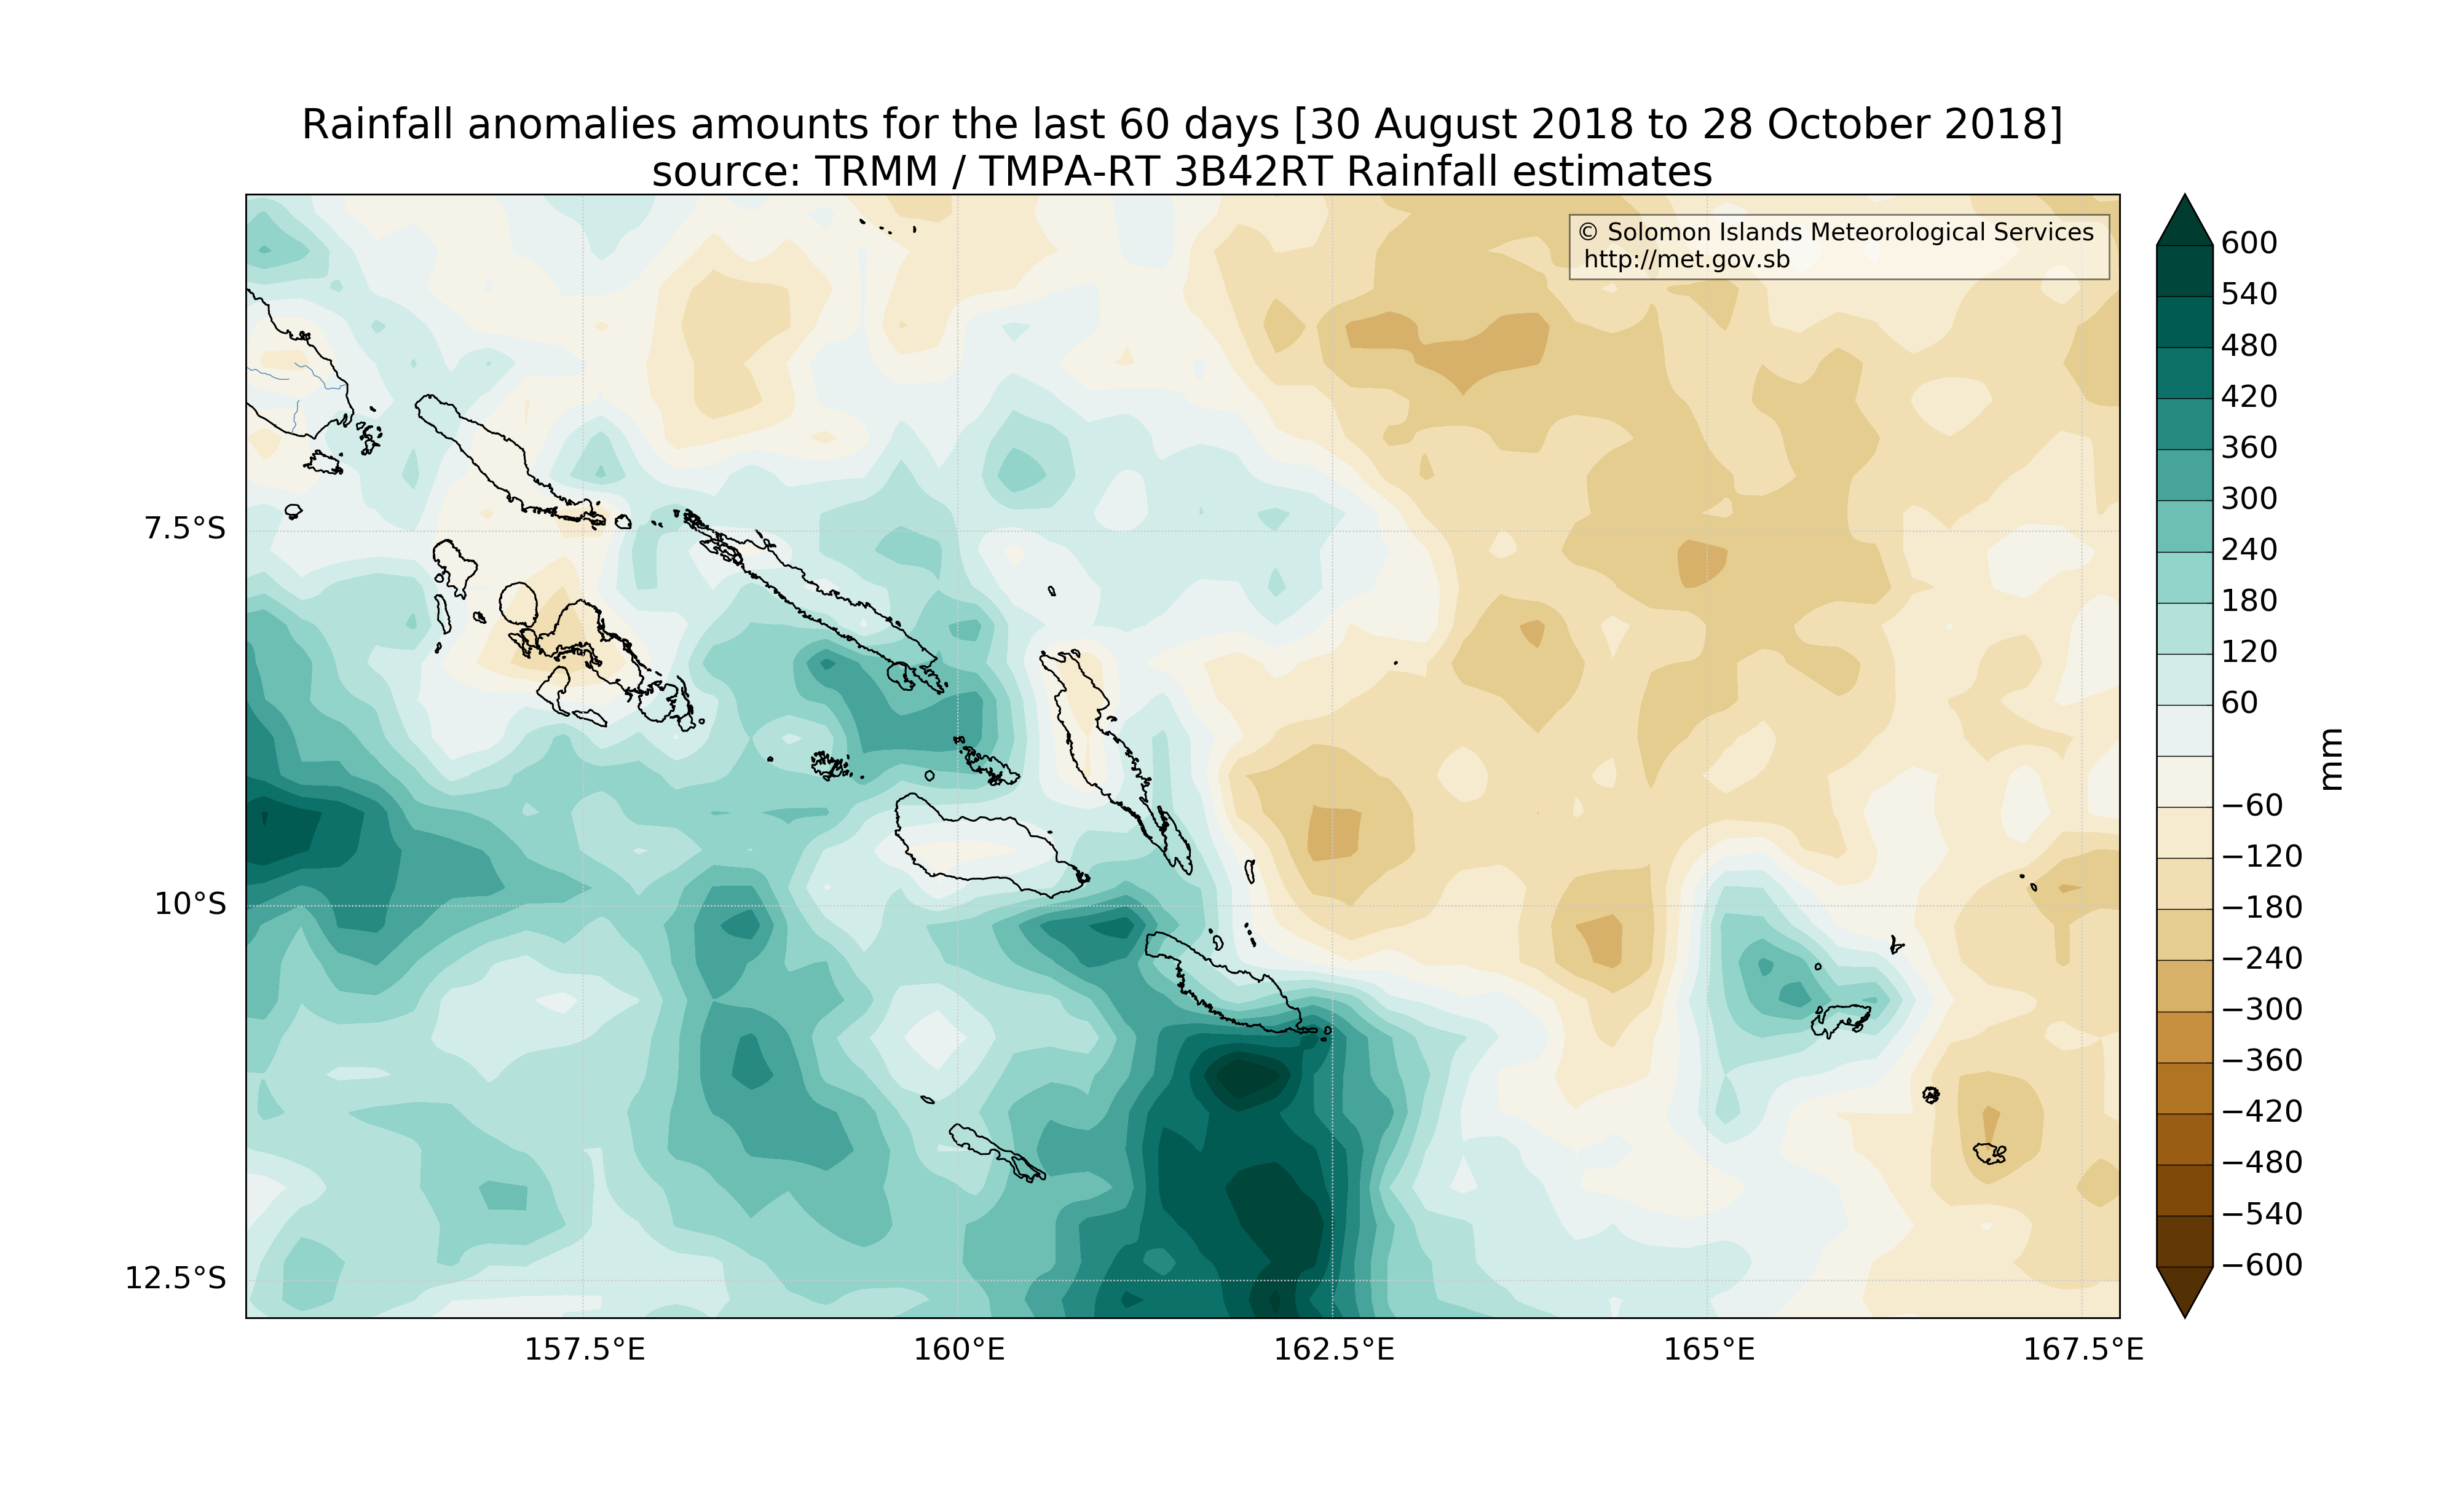 Rainfall anomalies amounts for the last 60 days [30 August 2018 to 28 October 2018]
source: TRMM / TMPA-RT 3B42RT Rainfall estimates
© Solomon Islands Meteorological Services
http://met.gov.sb
7.5°S
10°S
12.5°S
157.5°E
160°E
162.5°E
165°E
167.5°E
600
540
480
420
360
300
240
180
120
60
−60
−120
−180
−240
−300
−360
−420
−480
−540
−600
mm